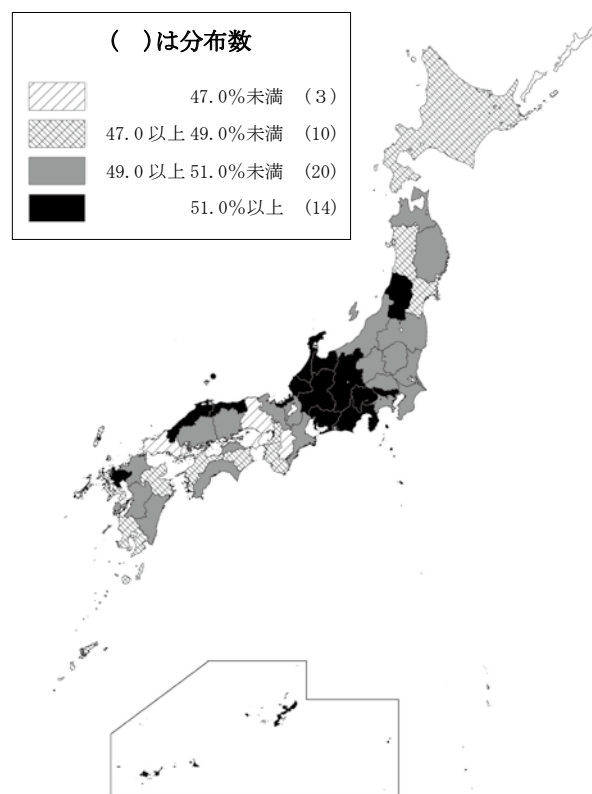 (　)は分布数
47.0％未満 （３）
47.0 以上 49.0％未満 (10)
49.0 以上 51.0％未満 (20)
51.0％以上 (14)